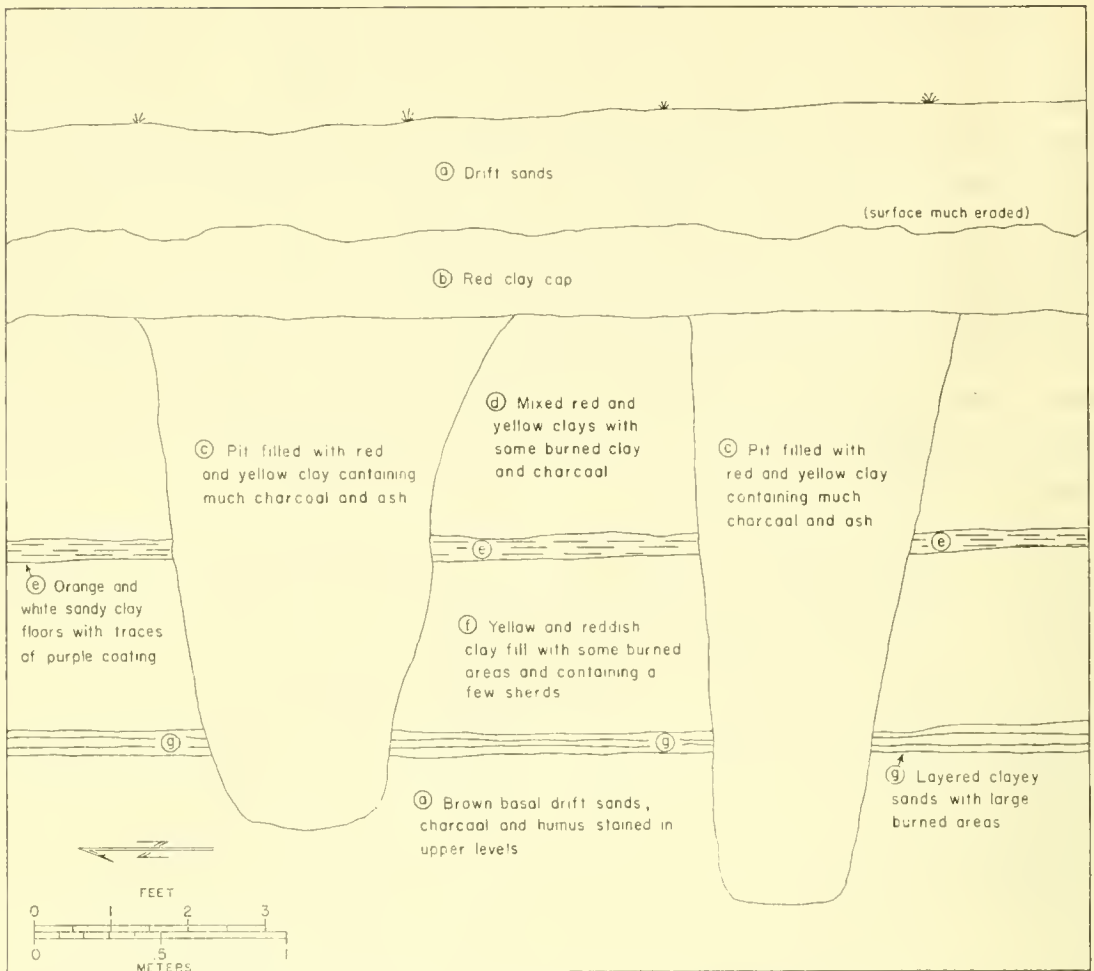 ⓐ Drift sands
(surface much eroded)
ⓑ Red clay cap
ⓒ Pit filled with red
and yellow clay containing
much charcoal and ash
ⓓ Mixed red and
yellow clays with
some burned clay
and charcoal
ⓒ Pit filled with
red and yellow clay
containing much
charcoal and ash
ⓔ
ⓔ
ⓔ Orange and
white sandy clay
floors with traces
of purple coating
ⓕ Yellow and reddish
clay fill with some burned
areas and containing a
few sherds
ⓖ
ⓖ
ⓖ Layered clayey
sands with large
burned areas
ⓐ Brown basal drift sands,
charcoal and humus stained in
upper levels
FEET
0 1 2 3
0 .5 1
METERS